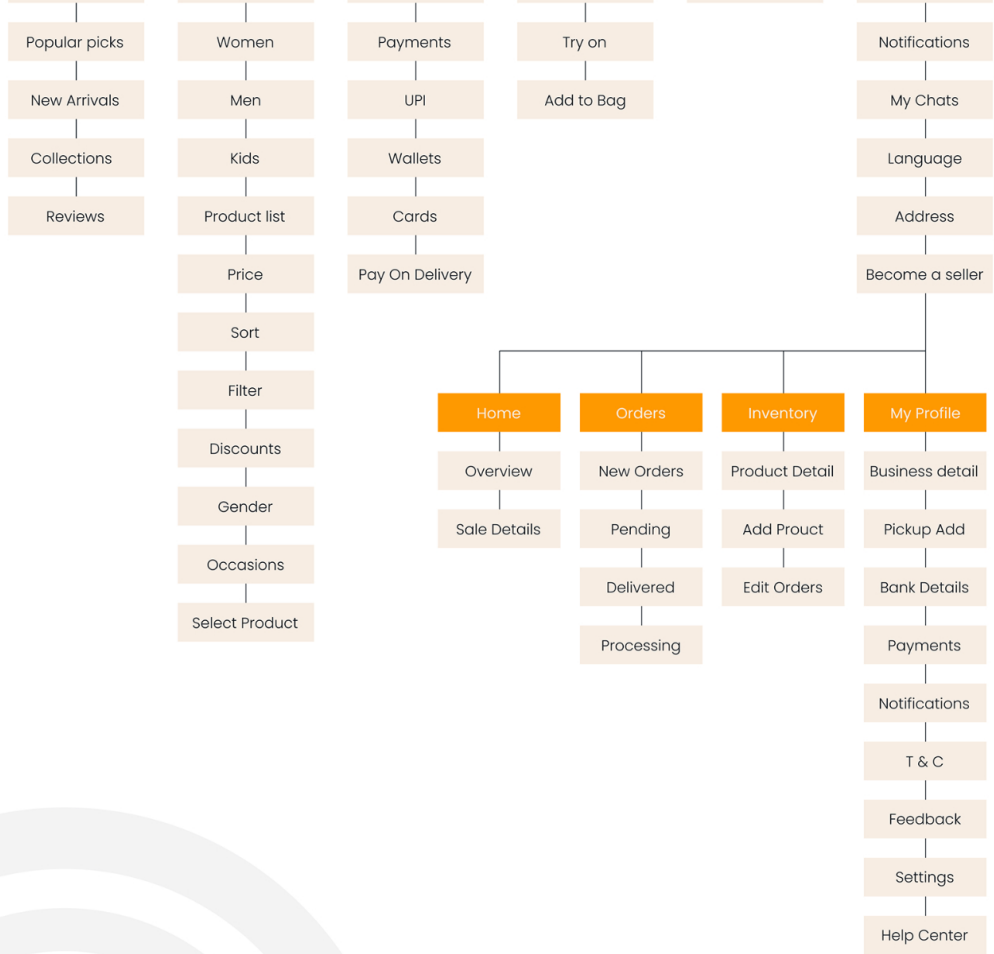 Popular picks
New Arrivals
Collections
Reviews
Women
Men
Kids
Product list
Price
Sort
Filter
Discounts
Gender
Occasions
Select Product
Payments
UPI
Wallets
Cards
Pay On Delivery
Try on
Add to Bag
Notifications
My Chats
Language
Address
Become a seller
Home
Overview
Sale Details
Orders
New Orders
Pending
Delivered
Processing
Inventory
Product Detail
Add Prouct
Edit Orders
My Profile
Business detail
Pickup Add
Bank Details
Payments
Notifications
T & C
Feedback
Settings
Help Center